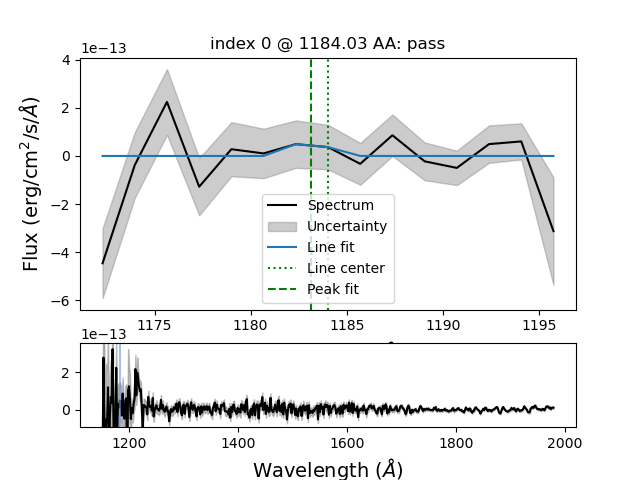 index 0 @ 1184.03 AA: pass
1e−13
4
2
0
−2
−4
−6
Flux (erg/cm²/s/Å)
Spectrum
Uncertainty
Line fit
Line center
Peak fit
1175 1180 1185 1190 1195
1e−13
2
0
1200 1400 1600 1800 2000
Wavelength (Å)